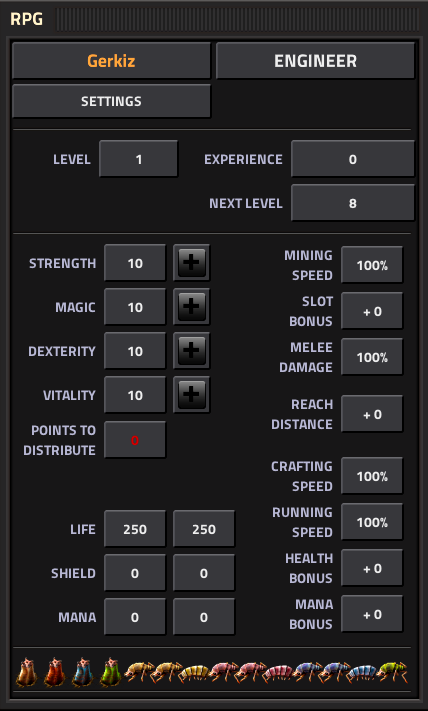 RPG
Gerkiz
ENGINEER
SETTINGS
LEVEL 1 EXPERIENCE 0
NEXT LEVEL 8
STRENGTH 10
MAGIC 10
DEXTERITY 10
VITALITY 10
POINTS TO
DISTRIBUTE 0
LIFE 250 250
SHIELD 0 0
MANA 0 0
MINING
SPEED 100%
SLOT
BONUS + 0
MELEE
DAMAGE 100%
REACH
DISTANCE + 0
CRAFTING
SPEED 100%
RUNNING
SPEED 100%
HEALTH
BONUS + 0
MANA
BONUS + 0